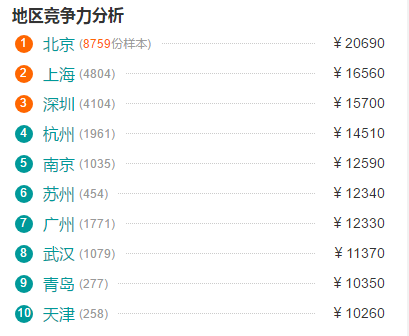 地区竞争力分析
1 北京 (8759份样本) ¥ 20690
2 上海 (4804) ¥ 16560
3 深圳 (4104) ¥ 15700
4 杭州 (1961) ¥ 14510
5 南京 (1035) ¥ 12590
6 苏州 (454) ¥ 12340
7 广州 (1771) ¥ 12330
8 武汉 (1079) ¥ 11370
9 青岛 (277) ¥ 10350
10 天津 (258) ¥ 10260